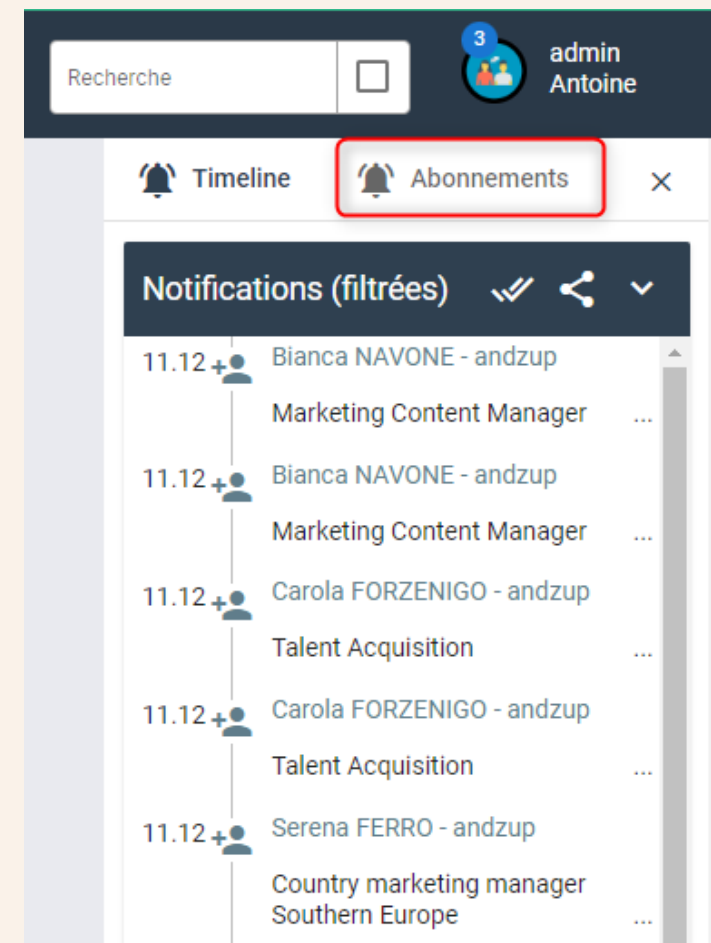 Recherche
3
admin
Antoine
Timeline
Abonnements
Notifications (filtrées)
11.12
Bianca NAVONE - andzup
Marketing Content Manager
...
11.12
Bianca NAVONE - andzup
Marketing Content Manager
...
11.12
Carola FORZENIGO - andzup
Talent Acquisition
...
11.12
Carola FORZENIGO - andzup
Talent Acquisition
...
11.12
Serena FERRO - andzup
Country marketing manager
Southern Europe
...